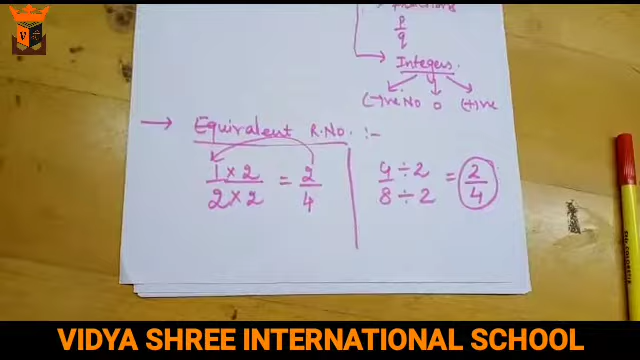 Fractions
p
q
Integers.
(-)ve No 0 (+)ve
Equivalent R.No. :-
1 × 2 / 2 × 2 = 2 / 4
4 ÷ 2 / 8 ÷ 2 = 2 / 4
VIDYA SHREE INTERNATIONAL SCHOOL